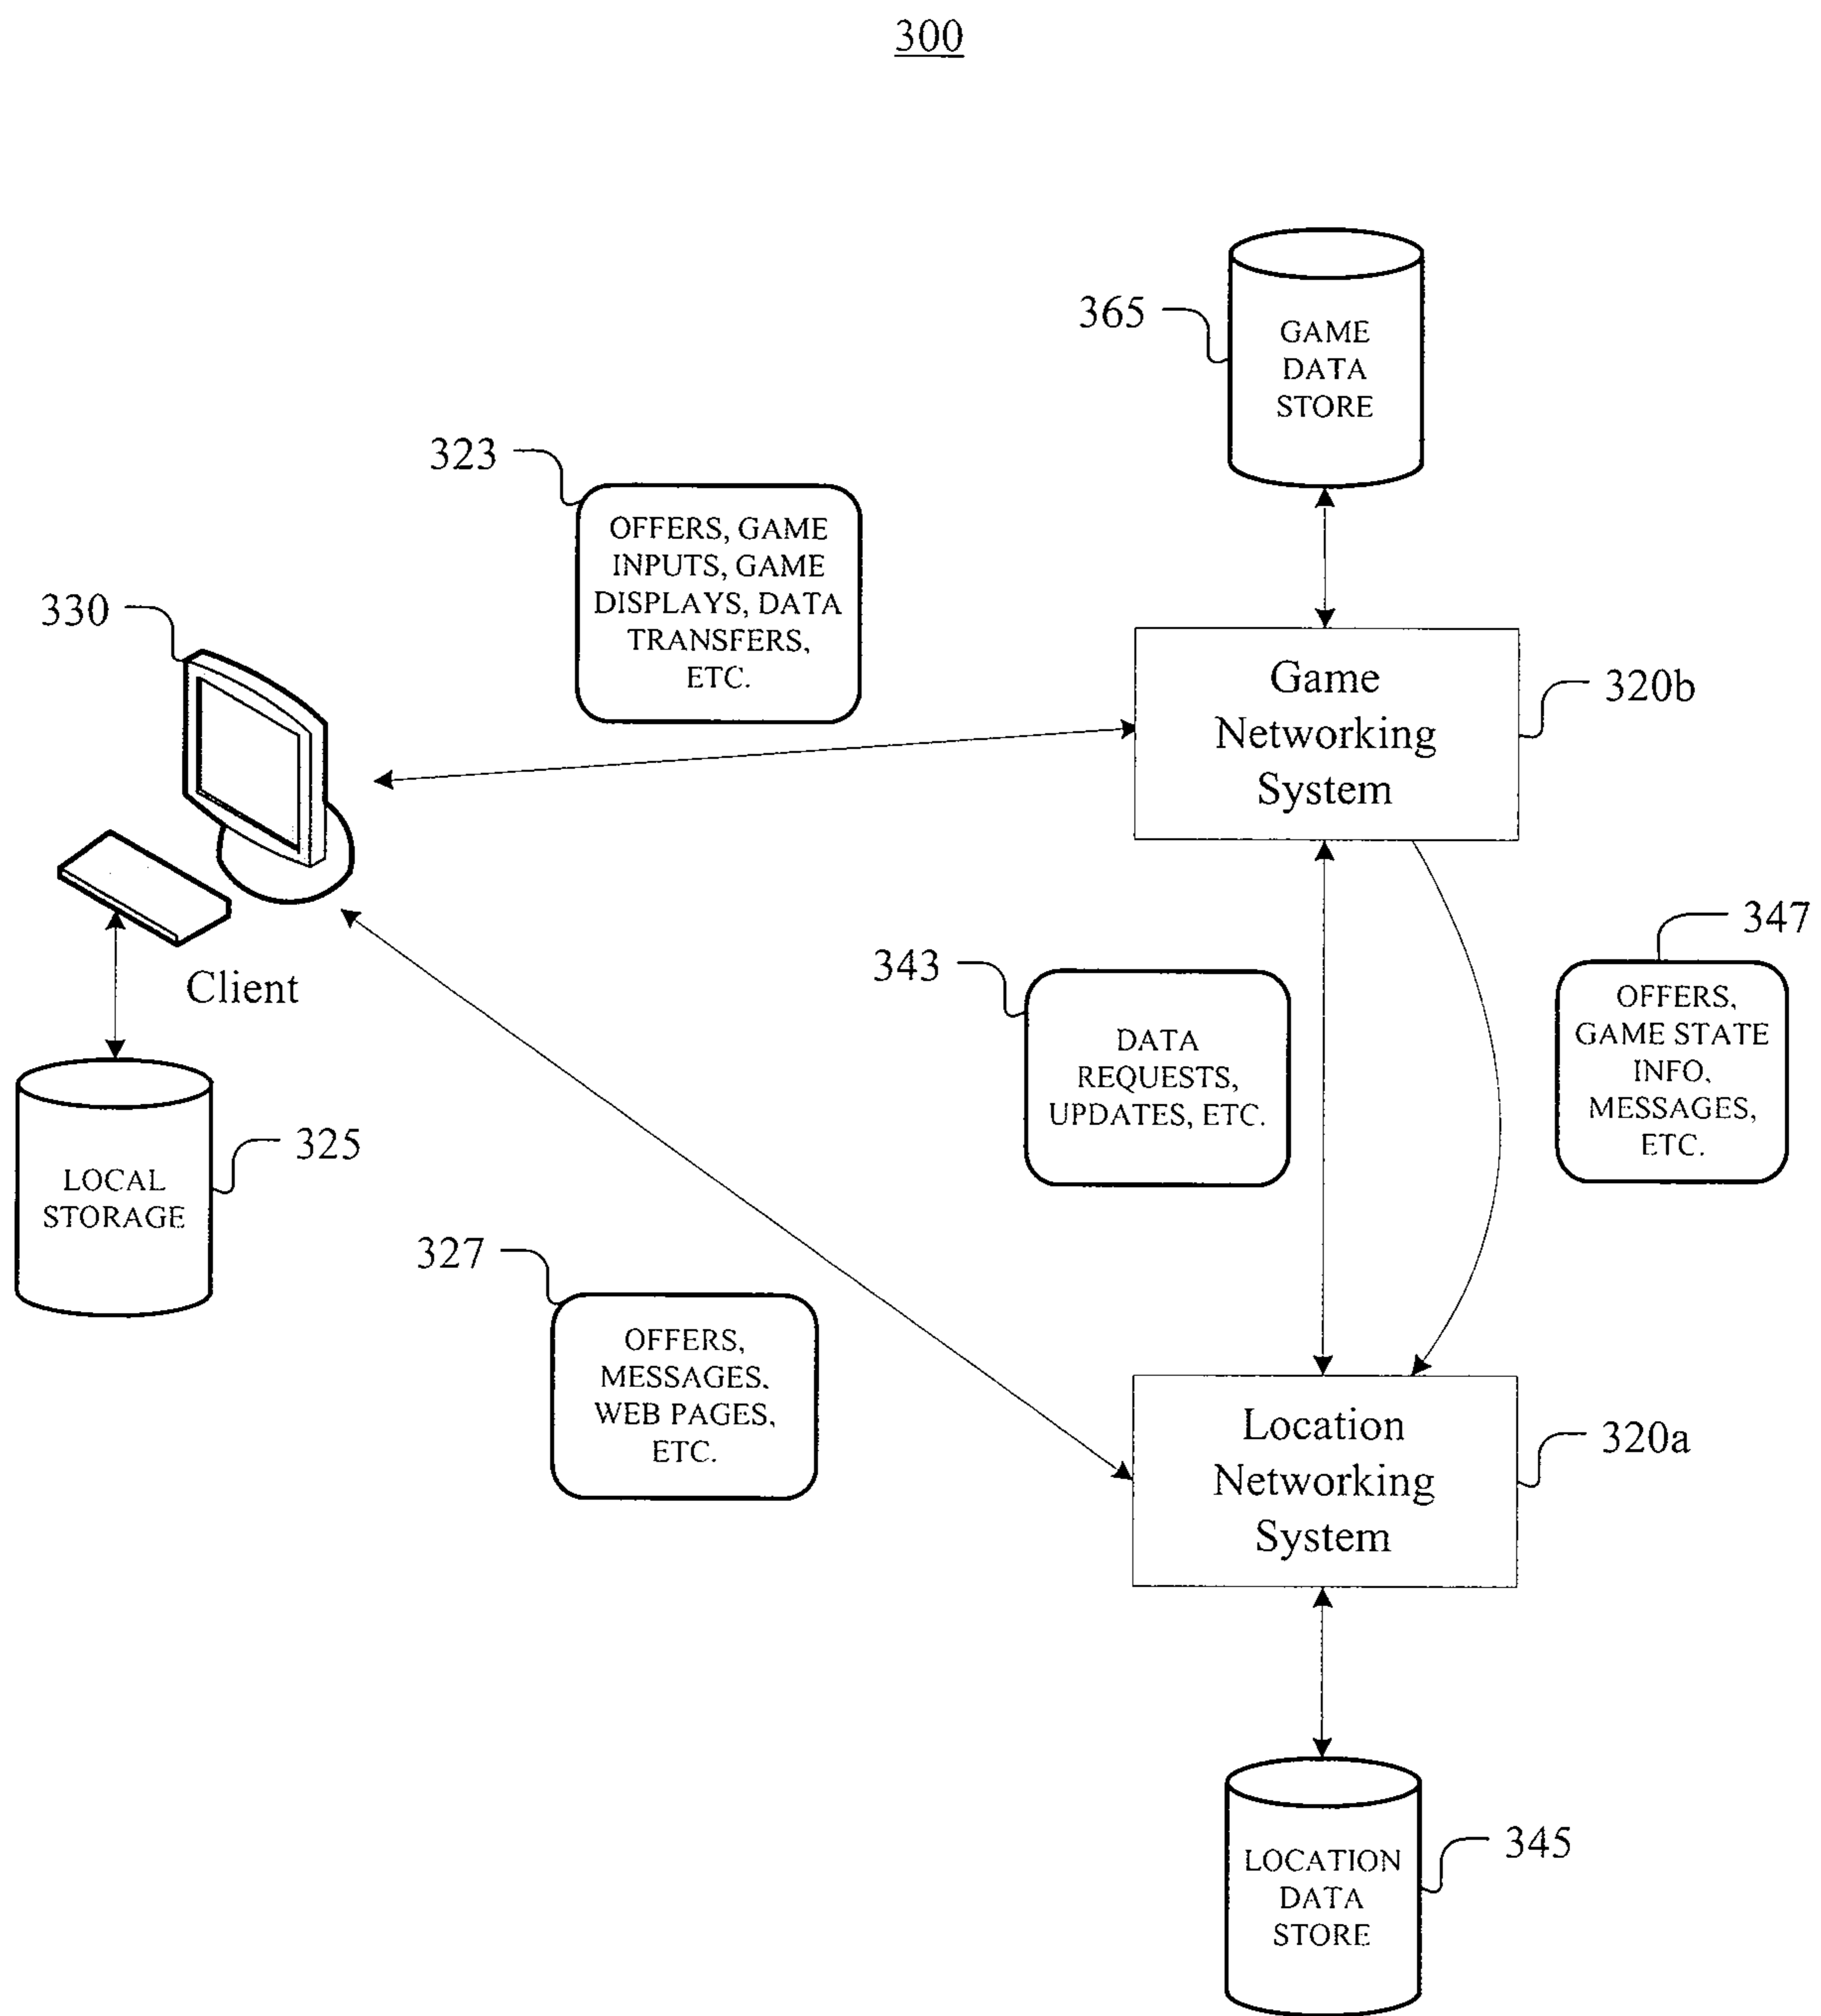 300
365
GAME
DATA
STORE
323
OFFERS, GAME
INPUTS, GAME
DISPLAYS, DATA
TRANSFERS,
ETC.
330
Game
Networking
System
320b
Client
343
DATA
REQUESTS,
UPDATES, ETC.
347
OFFERS,
GAME STATE
INFO,
MESSAGES,
ETC.
LOCAL
STORAGE
325
327
OFFERS,
MESSAGES,
WEB PAGES,
ETC.
Location
Networking
System
320a
LOCATION
DATA
STORE
345